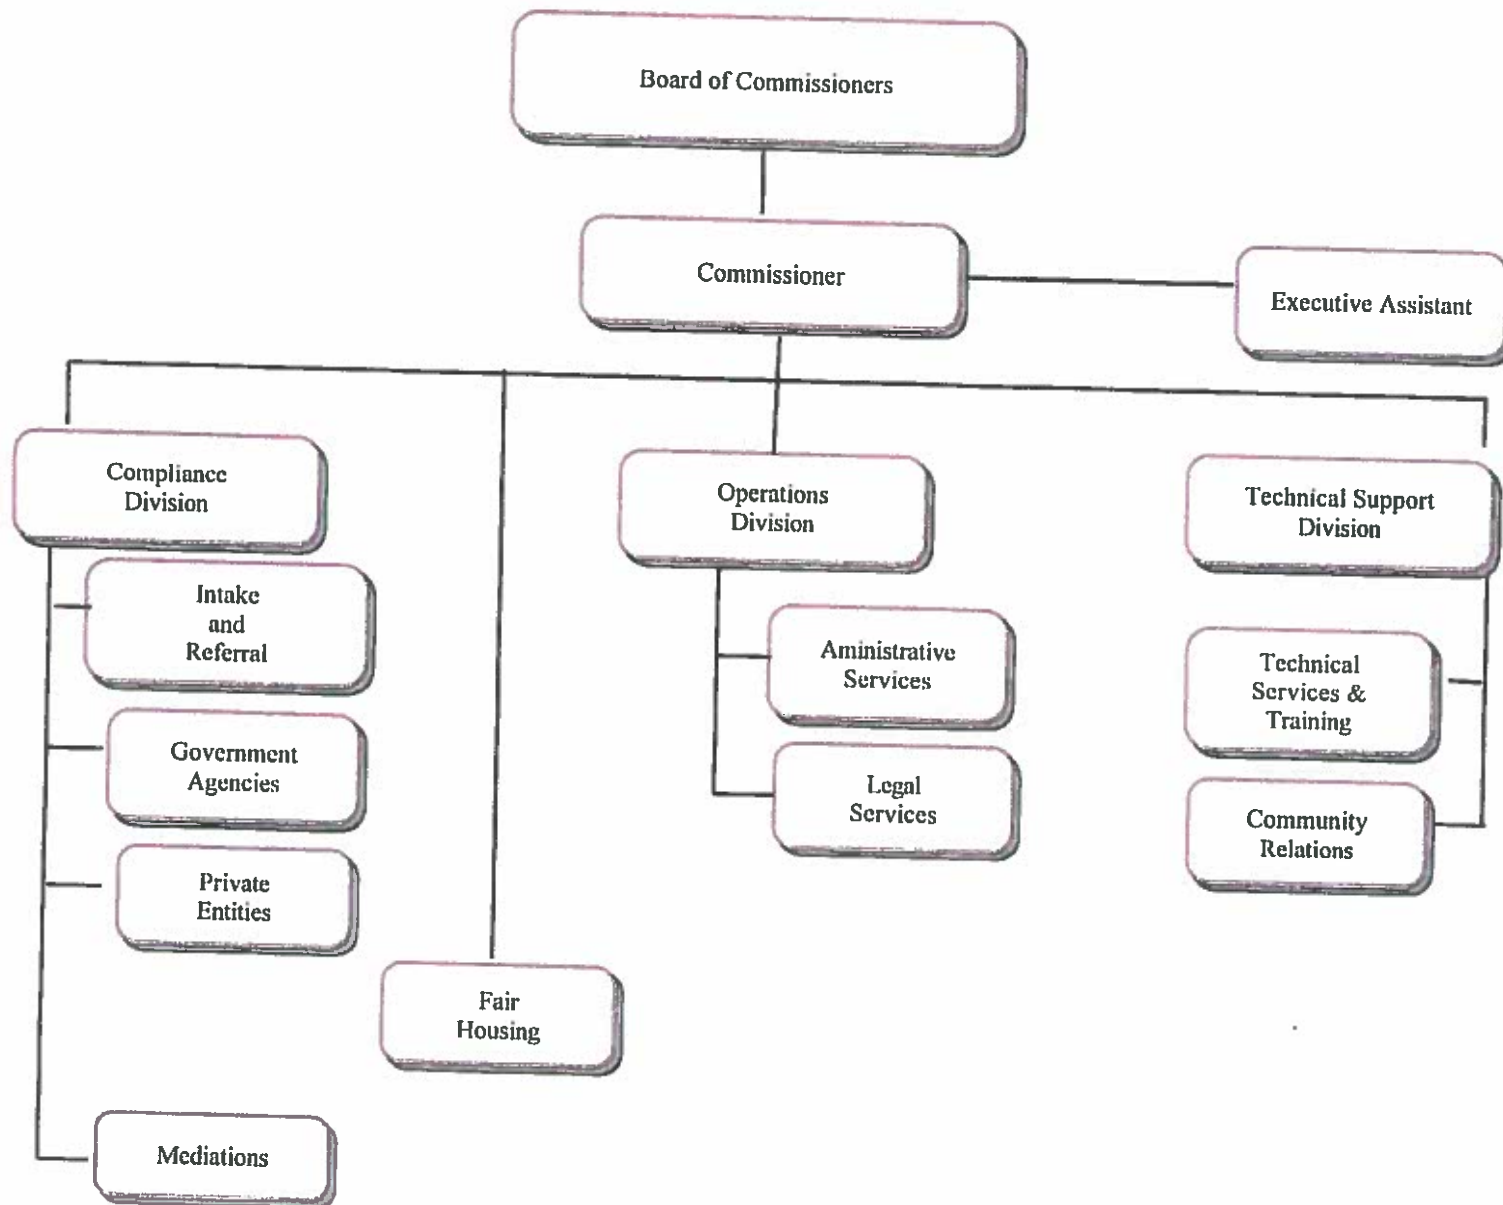 Board of Commissioners
Commissioner
Executive Assistant
Compliance
Division
Intake
and
Referral
Government
Agencies
Private
Entities
Mediations
Fair
Housing
Operations
Division
Aministrative
Services
Legal
Services
Technical Support
Division
Technical
Services &
Training
Community
Relations